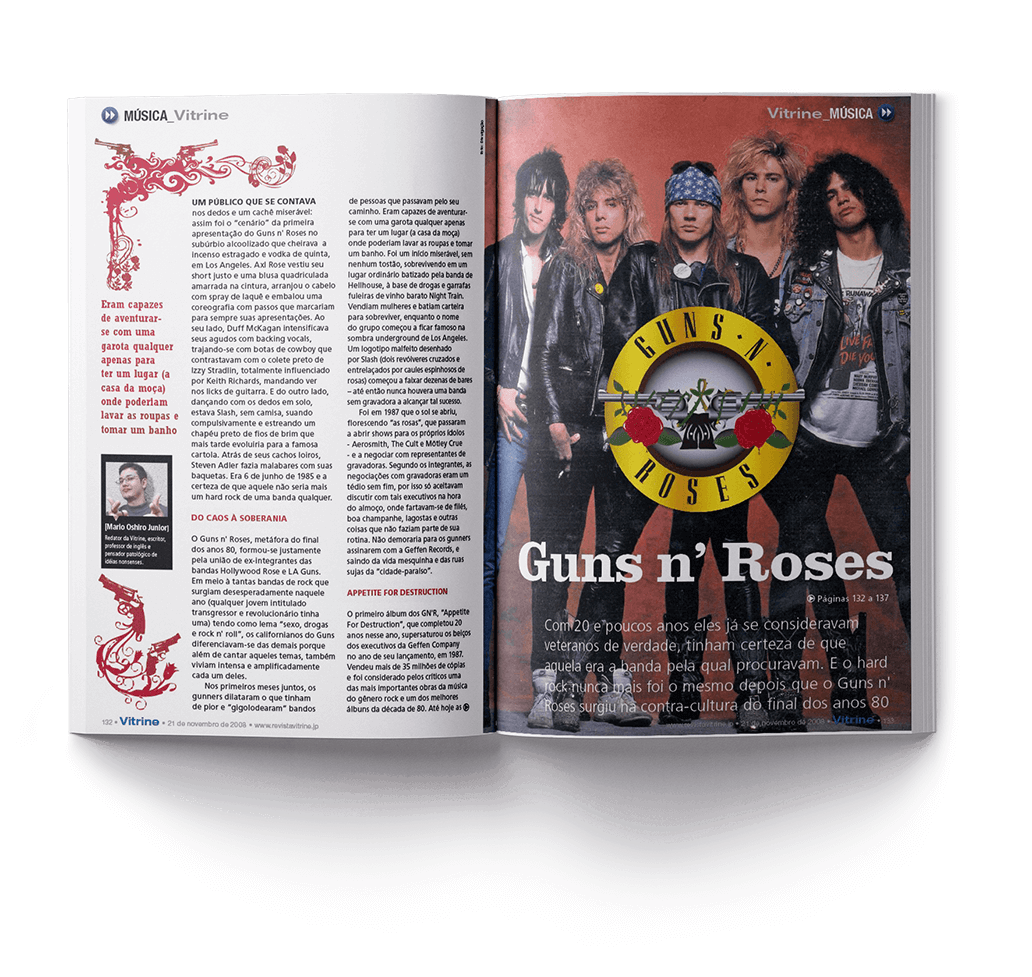 MÚSICA_Vitrine
UM PÚBLICO QUE SE CONTAVA
nos dedos e um cachê miserável:
assim foi o “cenário” da primeira
apresentação do Guns n' Roses no
subúrbio alcoolizado que cheirava a
incenso estragado e vodka de quinta,
em Los Angeles. Axl Rose vestiu seu
short justo e uma blusa quadriculada
amarrada na cintura, arranjou o cabelo
com spray de laquê e embalou uma
coreografia com passos que marcariam
para sempre suas apresentações. Ao
seu lado, Duff McKagan intensificava
seus agudos com backing vocals,
trajando-se com botas de cowboy que
contrastavam com o colete preto de
Izzy Stradlin, totalmente influenciado
por Keith Richards, mandando ver
nos licks de guitarra. E do outro lado,
dançando com os dedos em solo,
estava Slash, sem camisa, suando
compulsivamente e estreando um
chapéu preto de fios de brim que
mais tarde evoluiria para a famosa
cartola. Atrás de seus cachos loiros,
Steven Adler fazia malabares com suas
baquetas. Era 6 de junho de 1985 e a
certeza de que aquele não seria mais
um hard rock de uma banda qualquer.
DO CAOS À SOBERANIA
O Guns n' Roses, metáfora do final
dos anos 80, formou-se justamente
pela união de ex-integrantes das
bandas Hollywood Rose e LA Guns.
Em meio à tantas bandas de rock que
surgiam desesperadamente naquele
ano (qualquer jovem intitulado
transgressor e revolucionário tinha
uma) tendo como lema “sexo, drogas
e rock n' roll”, os californianos do Guns
diferenciavam-se das demais porque
além de cantar aqueles temas, também
viviam intensa e amplificadamente
cada um deles.
Nos primeiros meses juntos, os
gunners dilataram o que tinham
de pior e “gigolodearam” bandos
de pessoas que passavam pelo seu
caminho. Eram capazes de aventurar-
se com uma garota qualquer apenas
para ter um lugar (a casa da moça)
onde poderiam lavar as roupas e tomar
um banho. Foi um início miserável, sem
nenhum tostão, sobrevivendo em um
lugar ordinário batizado pela banda de
Hellhouse, à base de drogas e garrafas
fuleiras de vinho barato Night Train.
Vendiam mulheres e batiam carteira
para sobreviver, enquanto o nome
do grupo começou a ficar famoso na
sombra underground de Los Angeles.
Um logotipo malfeito desenhado
por Slash (dois revólveres cruzados e
entrelaçados por caules espinhosos de
rosas) começou a faixar dezenas de bares
– até então nunca houvera uma banda
sem gravadora a alcançar tal sucesso.
Foi em 1987 que o sol se abriu,
florescendo “as rosas”, que passaram
a abrir shows para os próprios ídolos
- Aerosmith, The Cult e Mötley Crue
- e a negociar com representantes de
gravadoras. Segundo os integrantes, as
negociações com gravadoras eram um
tédio sem fim, por isso só aceitavam
discutir com tais executivos na hora
do almoço, onde fartavam-se de filés,
boa champanhe, lagostas e outras
coisas que não faziam parte de sua
rotina. Não demoraria para os gunners
assinarem com a Geffen Records, e
saindo da vida mesquinha e das ruas
sujas da “cidade-paraíso”.
APPETITE FOR DESTRUCTION
O primeiro álbum dos GN'R, “Appetite
For Destruction”, que completou 20
anos nesse ano, supersaturou os beiços
dos executivos da Geffen Company
no ano de seu lançamento, em 1987.
Vendeu mais de 35 milhões de cópias
e foi considerado pelos críticos uma
das mais importantes obras da música
do gênero rock e um dos melhores
álbuns da década de 80. Até hoje as
Eram capazes
de aventurar-
se com uma
garota qualquer
apenas para
ter um lugar (a
casa da moça)
onde poderiam
lavar as roupas e
tomar um banho
[Mario Oshiro Junior]
Redator da Vitrine, escritor,
professor de inglês e
pensador patológico de
idéias nonsenses.
132 • Vitrine • 21 de novembro de 2008 • www.revistavitrine.jp
Vitrine_MÚSICA
RUNAWAY
LIVE FA
DIE YOU
GUNS·N·
ROSES
Guns n’ Roses
Páginas 132 a 137
Com 20 e poucos anos eles já se consideravam
veteranos de verdade, tinham certeza de que
aquela era a banda pela qual procuravam. E o hard
rock nunca mais foi o mesmo depois que o Guns n'
Roses surgiu na contra-cultura do final dos anos 80
21 de novembro de 2008 • Vitrine • 133